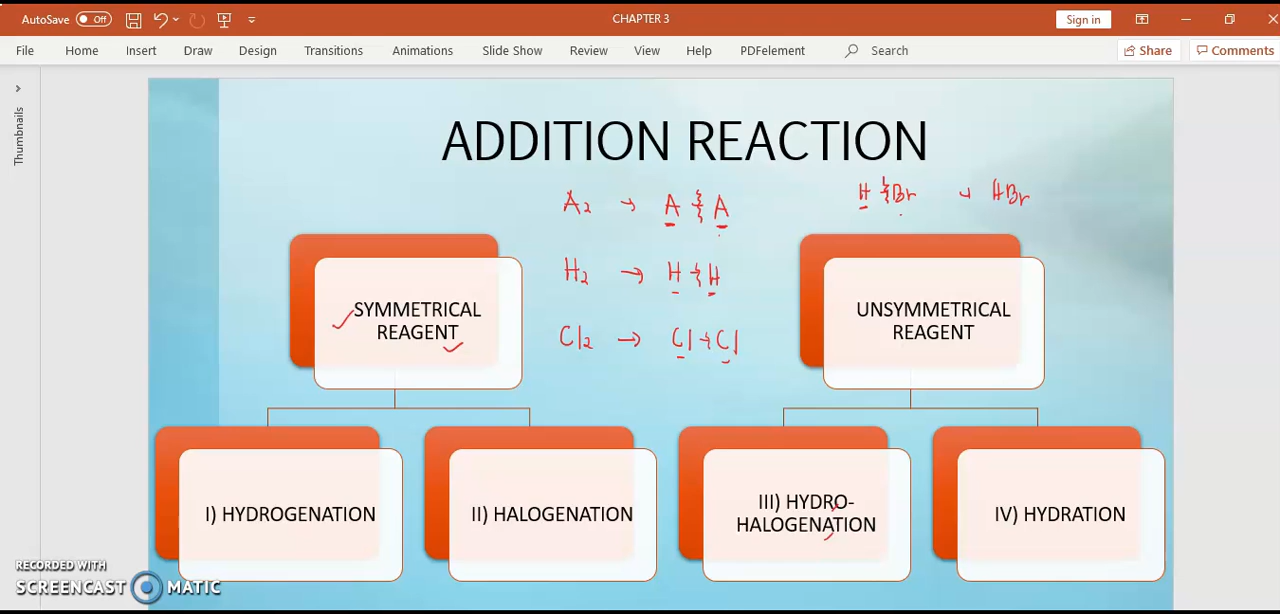 AutoSave Off CHAPTER 3 Sign in
File Home Insert Draw Design Transitions Animations Slide Show Review View Help PDFelement Search Share Comments
Thumbnails
ADDITION REACTION
A2 → A A
H Br → HBr
H2 → H H
Cl2 → Cl Cl
SYMMETRICAL
REAGENT
UNSYMMETRICAL
REAGENT
I) HYDROGENATION
II) HALOGENATION
III) HYDRO-
HALOGENATION
IV) HYDRATION
RECORDED WITH
SCREENCAST MATIC